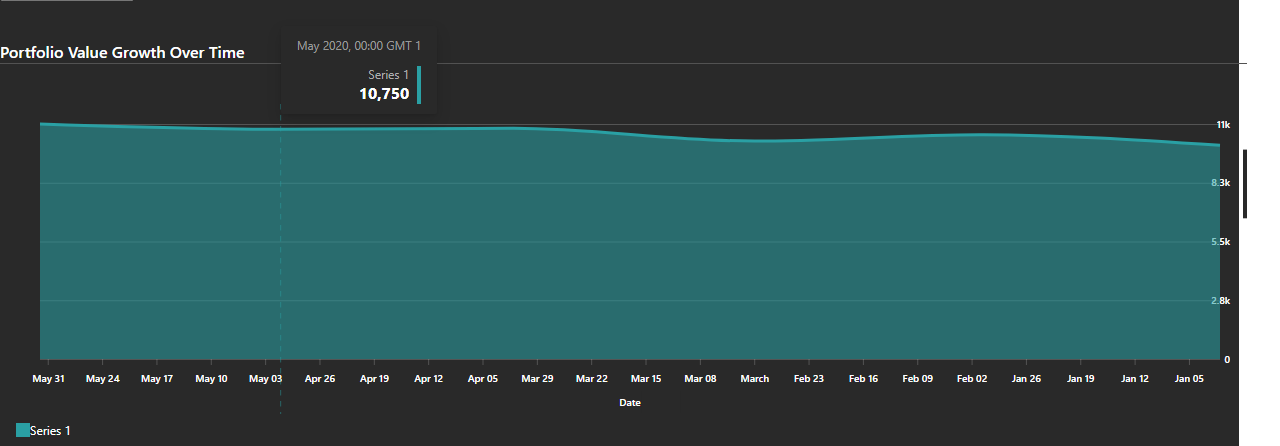 Portfolio Value Growth Over Time
May 2020, 00:00 GMT 1
Series 1
10,750
11k
8.3k
5.5k
2.8k
0
May 31 May 24 May 17 May 10 May 03 Apr 26 Apr 19 Apr 12 Apr 05 Mar 29 Mar 22 Mar 15 Mar 08 March Feb 23 Feb 16 Feb 09 Feb 02 Jan 26 Jan 19 Jan 12 Jan 05
Date
Series 1